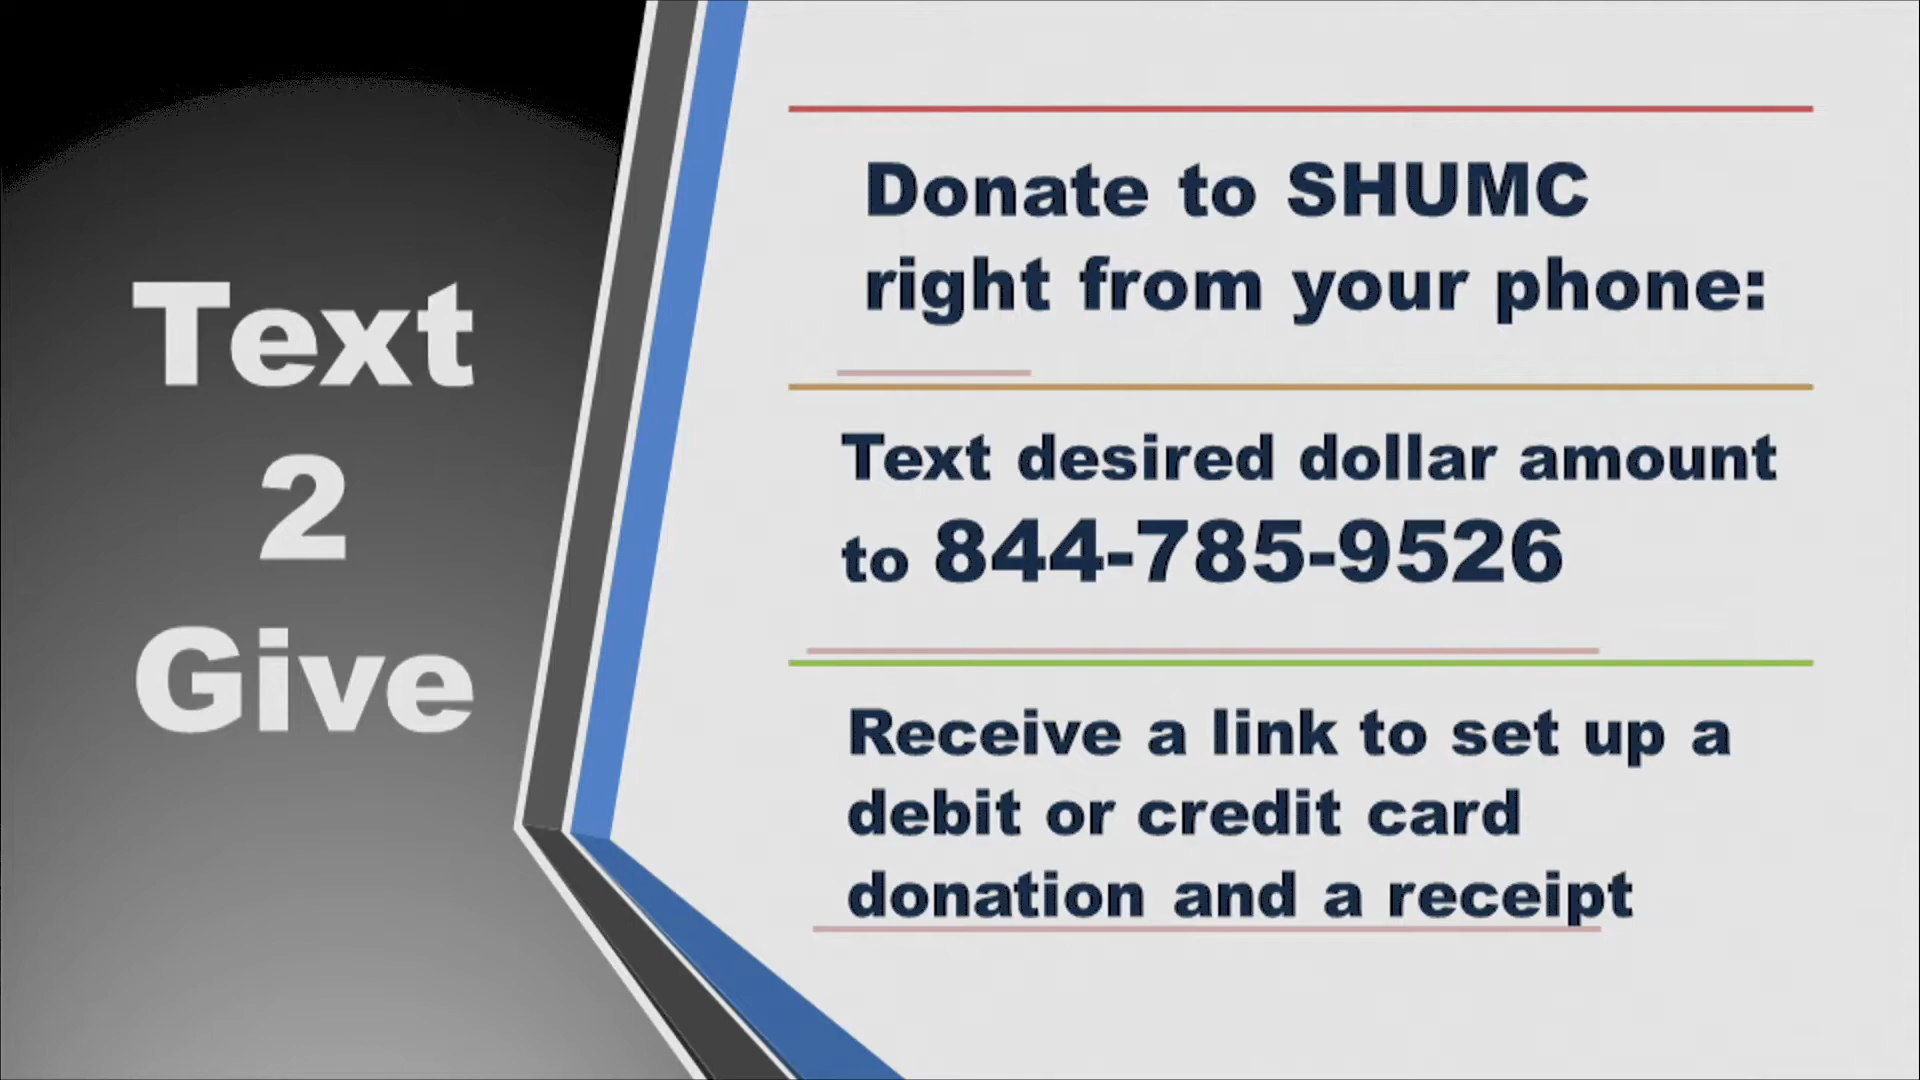 Text
2
Give
Donate to SHUMC
right from your phone:
Text desired dollar amount
to 844-785-9526
Receive a link to set up a
debit or credit card
donation and a receipt